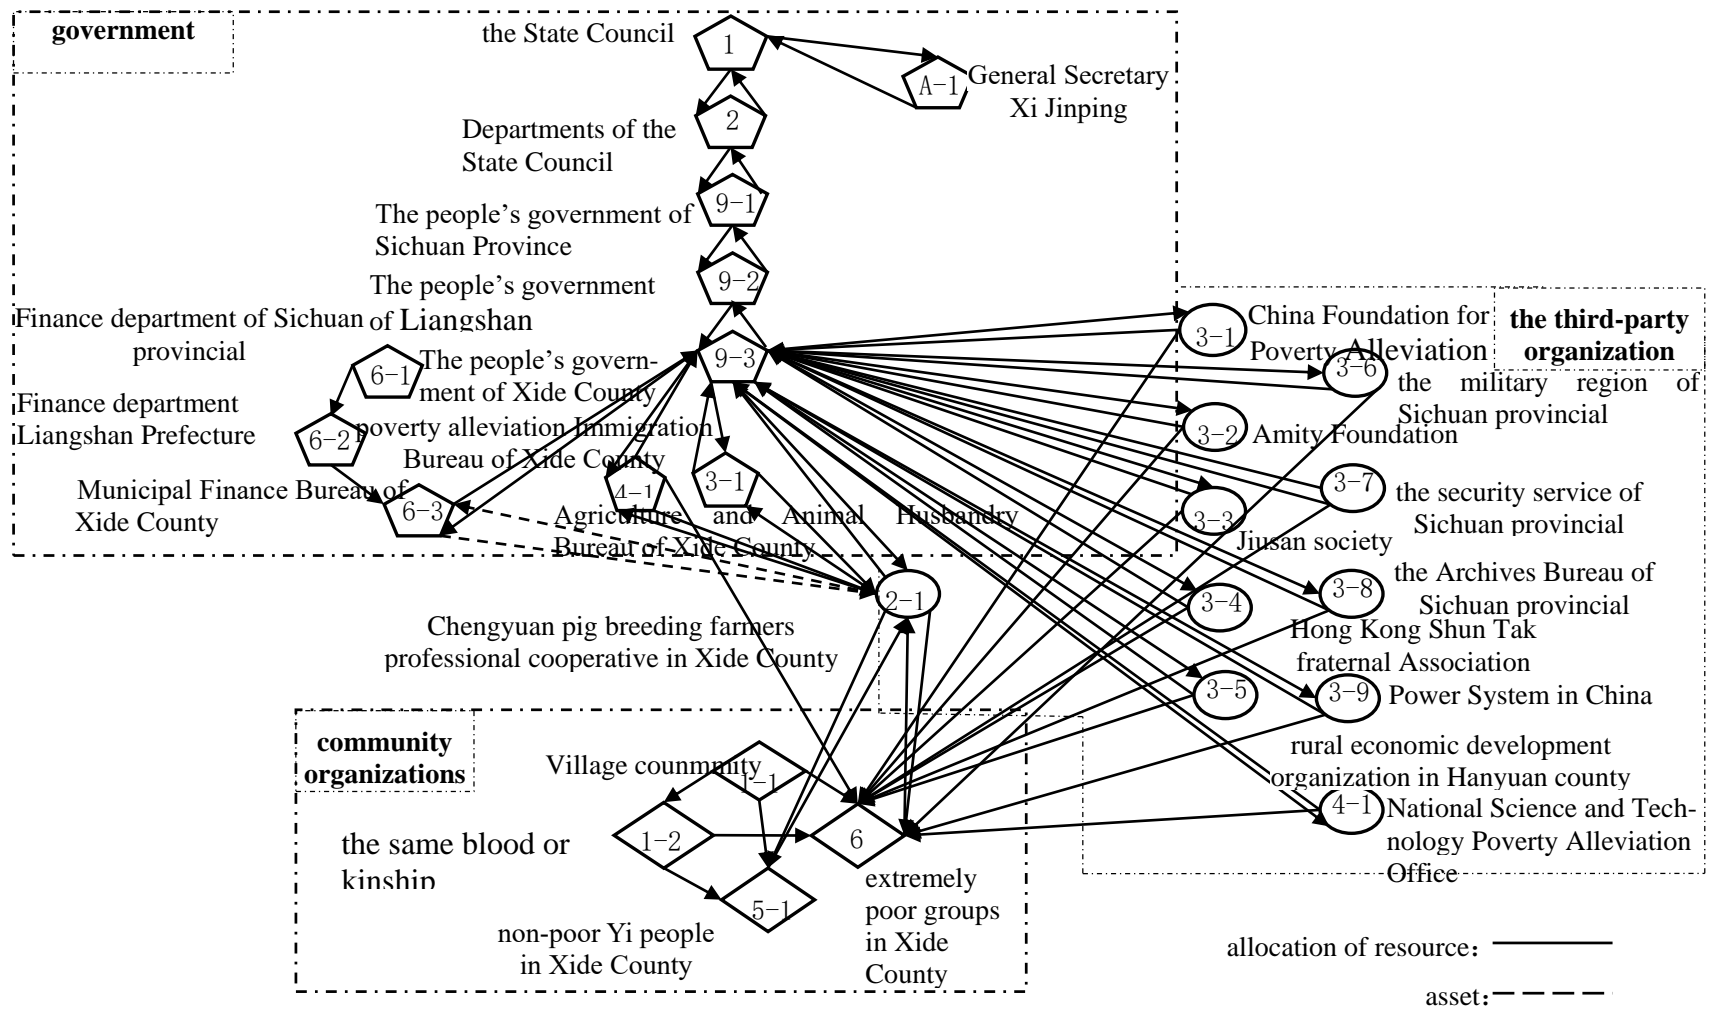 government
the State Council
1
A-1
General Secretary
Xi Jinping
2
Departments of the
State Council
9-1
The people's government of
Sichuan Province
9-2
The people's government
of Liangshan
Finance department of Sichuan
provincial
9-3
The people's govern-
ment of Xide County
6-1
Finance department
Liangshan Prefecture
6-2
poverty alleviation Immigration
Bureau of Xide County
Municipal Finance Bureau of
Xide County
6-3
4-1
3-1
Agriculture and Animal Husbandry
Bureau of Xide County
2-1
Chengyuan pig breeding farmers
professional cooperative in Xide County
the third-party
organization
3-1
China Foundation for
Poverty Alleviation
3-6
the military region of
Sichuan provincial
3-2
Amity Foundation
3-7
the security service of
Sichuan provincial
3-3
Jiusan society
3-8
the Archives Bureau of
Sichuan provincial
3-4
Hong Kong Shun Tak
fraternal Association
3-5
3-9
Power System in China
rural economic development
organization in Hanyuan county
4-1
National Science and Tech-
nology Poverty Alleviation
Office
community
organizations
Village counmmity
1-1
1-2
the same blood or
kinship
6
extremely
poor groups
in Xide
County
5-1
non-poor Yi people
in Xide County
allocation of resource：
asset：